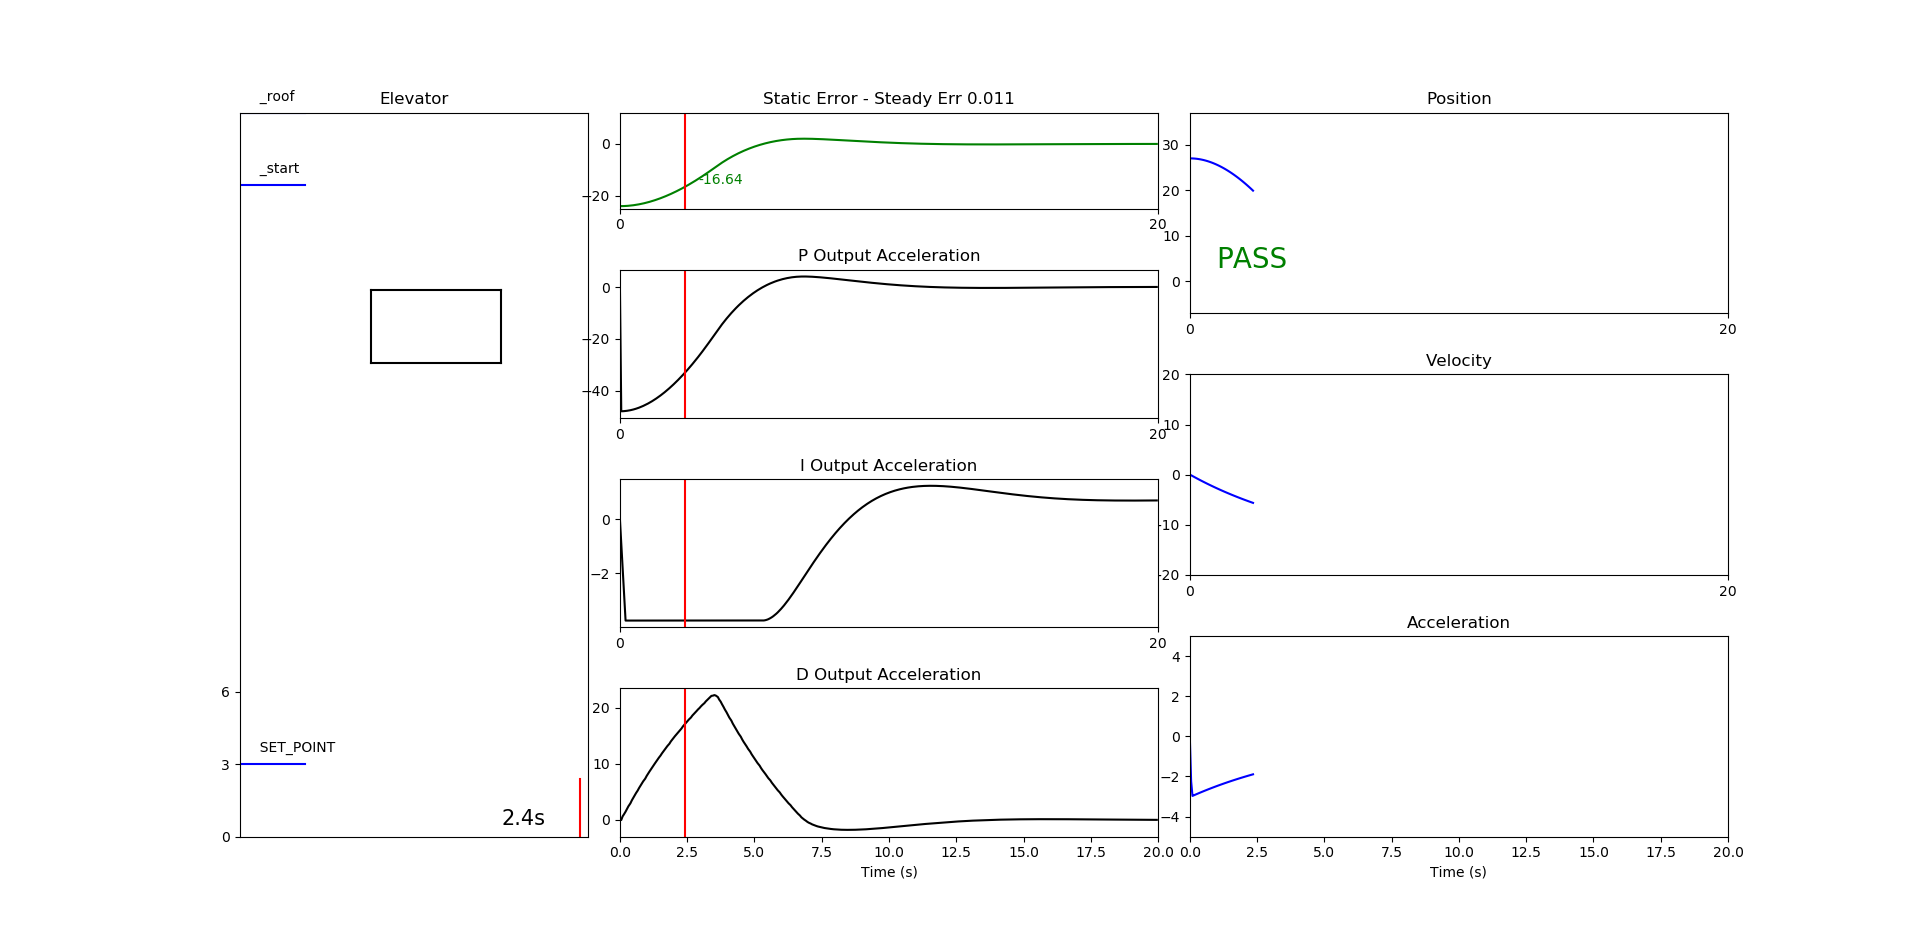 _roof
Elevator
_start
6
SET_POINT
3
2.4s
0
Static Error - Steady Err 0.011
0
−20
-16.64
0
20
P Output Acceleration
0
−20
−40
0
20
I Output Acceleration
0
−2
0
20
D Output Acceleration
20
10
0
0.0 2.5 5.0 7.5 10.0 12.5 15.0 17.5 20.0
Time (s)
Position
30
20
10
0
PASS
0
20
Velocity
20
10
0
-10
-20
0
20
Acceleration
4
2
0
−2
−4
0.0 2.5 5.0 7.5 10.0 12.5 15.0 17.5 20.0
Time (s)